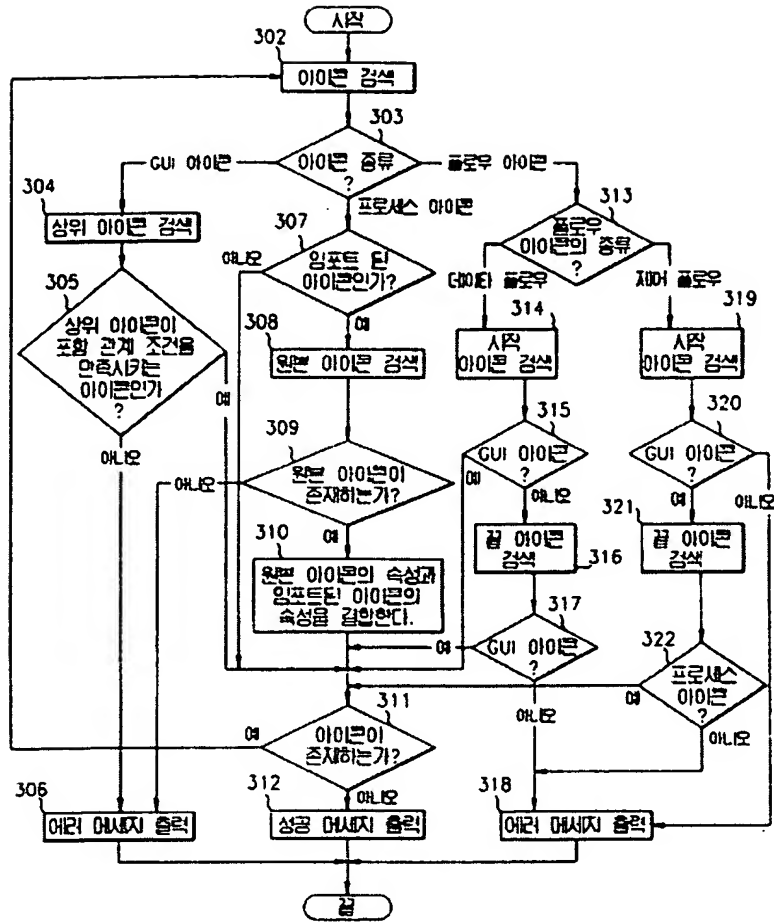 시작
302
아이콘 검색
303
아이콘 종류
?
GUI 아이콘
플로우 아이콘
프로세스 아이콘
304
상위 아이콘 검색
307
임포트 된
아이콘인가?
아니오
예
313
플로우
아이콘의 종류
?
데이타 플로우
제어 플로우
305
상위 아이콘이
포함 관계 조건을
만족시키는
아이콘인가
?
예
아니오
308
원본 아이콘 검색
314
시작
아이콘 검색
319
시작
아이콘 검색
309
원본 아이콘이
존재하는가?
아니오
예
315
GUI 아이콘
?
예
아니오
320
GUI 아이콘
?
예
아니오
310
원본 아이콘의 속성과
임포트된 아이콘의
속성을 결합한다.
316
끝 아이콘
검색
321
끝 아이콘
검색
317
GUI 아이콘
?
예
아니오
322
프로세스
아이콘
?
예
아니오
311
아이콘이
존재하는가?
예
아니오
306
에러 메세지 출력
312
성공 메세지 출력
318
에러 메세지 출력
끝